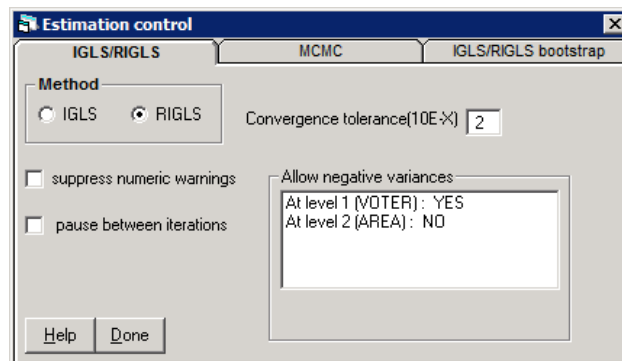 Estimation control
IGLS/RIGLS
MCMC
IGLS/RIGLS bootstrap
Method
IGLS
RIGLS
Convergence tolerance(10E-X) 2
suppress numeric warnings
pause between iterations
Allow negative variances
At level 1 (VOTER) : YES
At level 2 (AREA) : NO
Help
Done